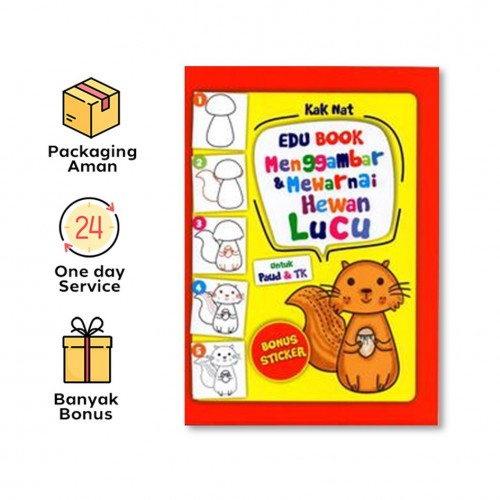 Packaging
Aman
24
One day
Service
Banyak
Bonus
Kak Nat
EDU BOOK
Menggambar
& Mewarnai
Hewan
LUCU
Untuk
Paud & TK
BONUS
STICKER
1
2
3
4
5